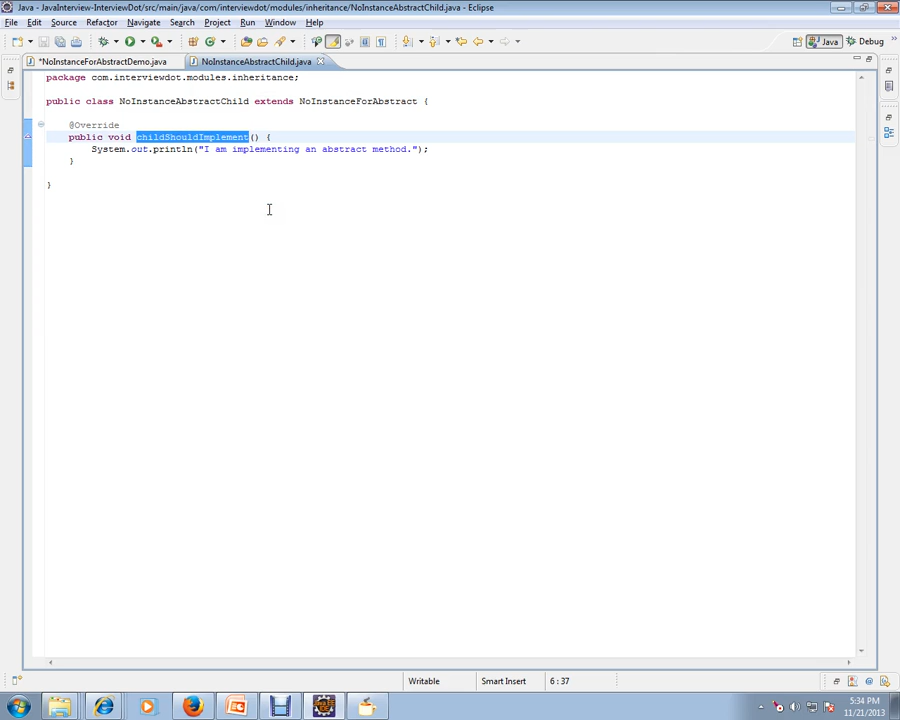 Java - JavaInterview-InterviewDot/src/main/java/com/interviewdot/modules/inheritance/NoInstanceAbstractChild.java - Eclipse
File Edit Source Refactor Navigate Search Project Run Window Help
Java Debug
*NoInstanceForAbstractDemo.java NoInstanceAbstractChild.java
package com.interviewdot.modules.inheritance;
public class NoInstanceAbstractChild extends NoInstanceForAbstract {
@Override
public void childShouldImplement() {
System.out.println("I am implementing an abstract method.");
}
}
Writable Smart Insert 6 : 37
5:34 PM
11/21/2013